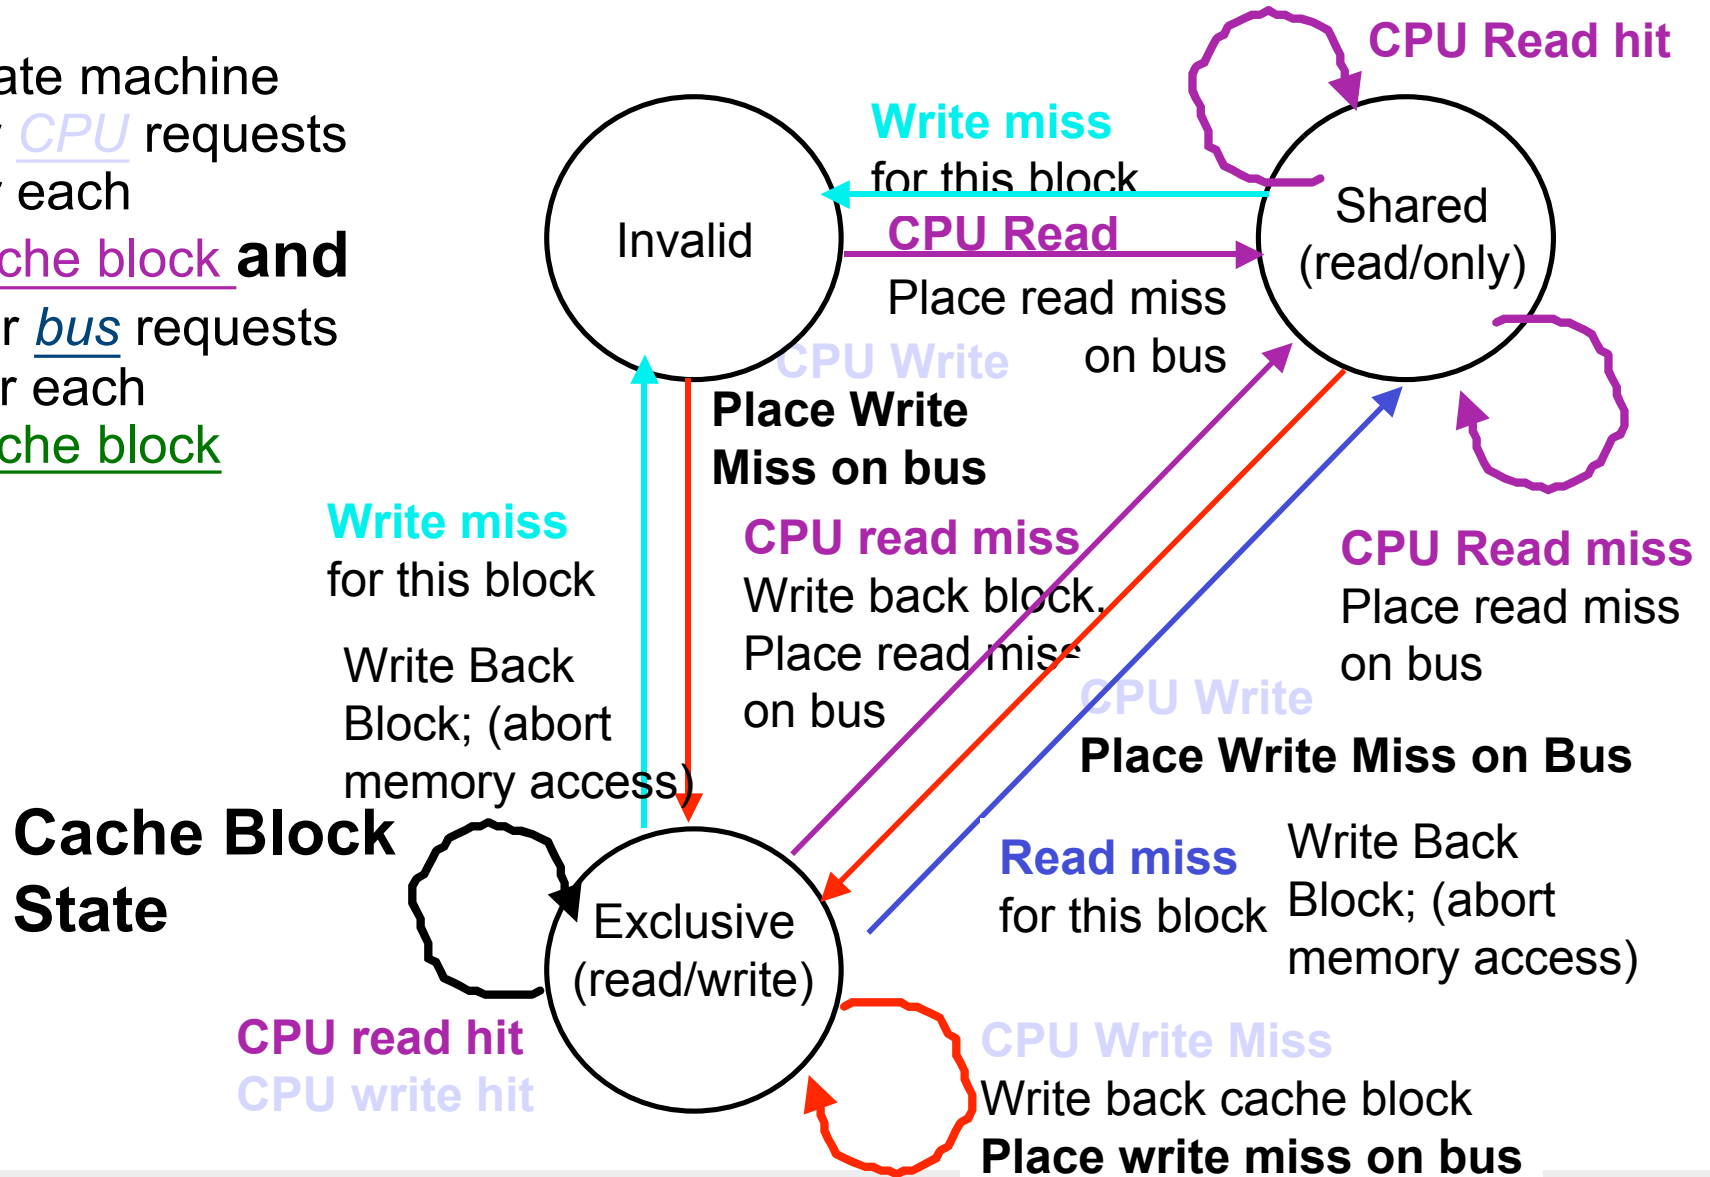 ate machine
CPU requests
each
che block and
r bus requests
r each
che block
Cache Block
State
Invalid
Write miss
for this block
CPU Read
Place read miss
on bus
CPU Read hit
Shared
(read/only)
CPU Write
Place Write
Miss on bus
Write miss
for this block
Write Back
Block; (abort
memory access)
CPU read miss
Write back block,
Place read miss
on bus
CPU Read miss
Place read miss
on bus
CPU Write
Place Write Miss on Bus
Read miss
for this block
Write Back
Block; (abort
memory access)
Exclusive
(read/write)
CPU read hit
CPU write hit
CPU Write Miss
Write back cache block
Place write miss on bus